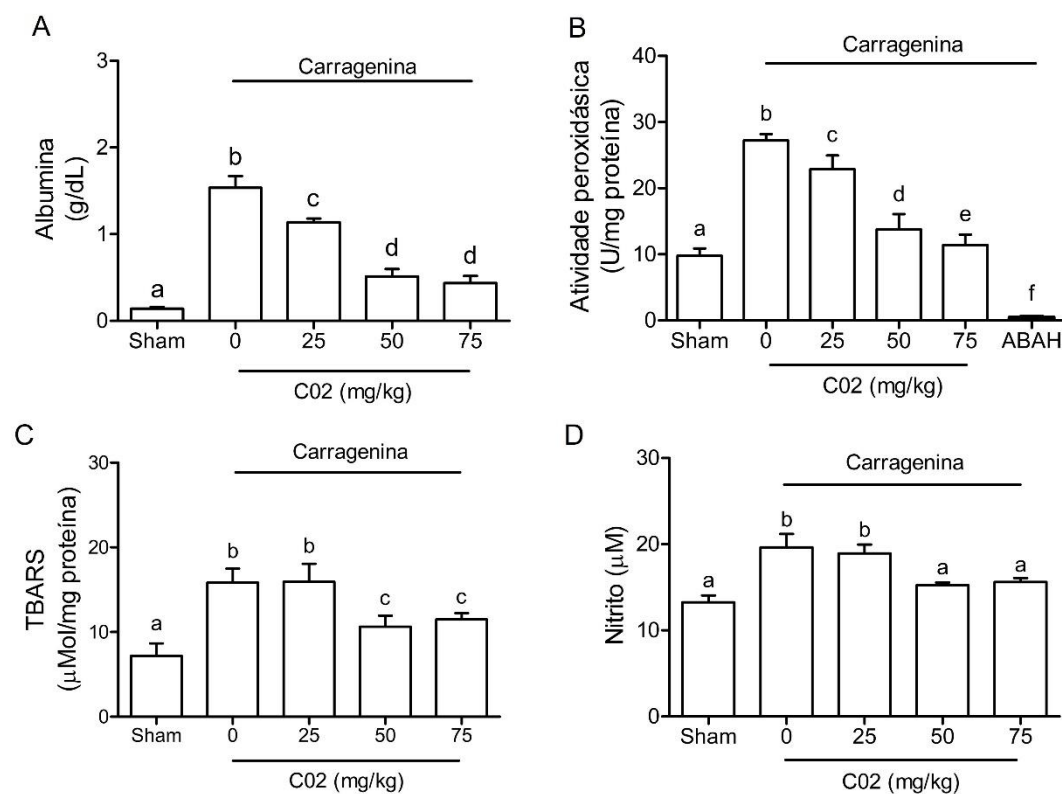 A
Carragenina
Albumina
(g/dL)
3
2
1
0
a
b
c
d
d
Sham
0
25
50
75
C02 (mg/kg)
B
Carragenina
Atividade peroxidásica
(U/mg proteína)
40
30
20
10
0
a
b
c
d
e
f
Sham
0
25
50
75
ABAH
C02 (mg/kg)
C
Carragenina
TBARS
(μMol/mg proteína)
30
20
10
0
a
b
b
c
c
Sham
0
25
50
75
C02 (mg/kg)
D
Carragenina
Nitrito (μM)
30
20
10
0
a
b
b
a
a
Sham
0
25
50
75
C02 (mg/kg)